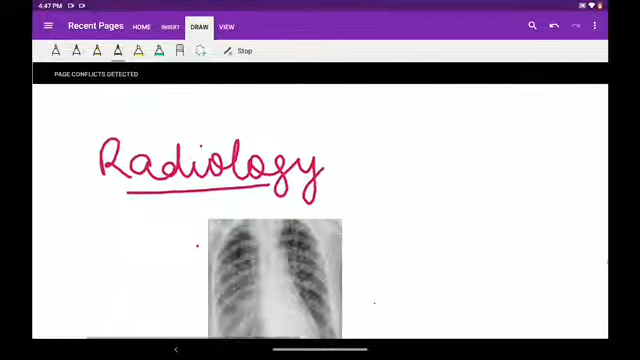 4:47 PM
Recent Pages HOME INSERT DRAW VIEW
Stop
PAGE CONFLICTS DETECTED
Radiology